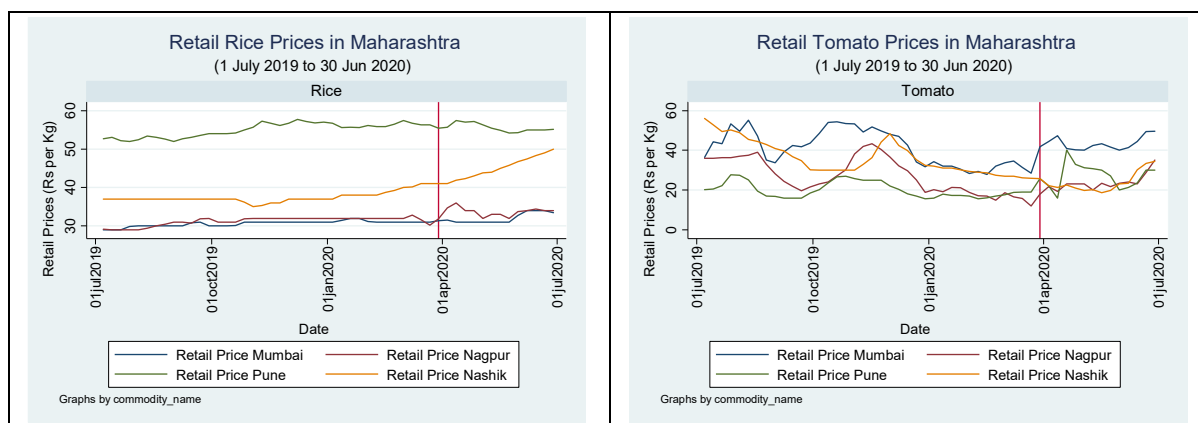 Retail Rice Prices in Maharashtra
(1 July 2019 to 30 Jun 2020)
Rice
Retail Prices (Rs per Kg)
60
50
40
30
01jul2019
01oct2019
01jan2020
01apr2020
01jul2020
Date
Retail Price Mumbai
Retail Price Nagpur
Retail Price Pune
Retail Price Nashik
Graphs by commodity_name
Retail Tomato Prices in Maharashtra
(1 July 2019 to 30 Jun 2020)
Tomato
Retail Prices (Rs per Kg)
60
40
20
0
01jul2019
01oct2019
01jan2020
01apr2020
01jul2020
Date
Retail Price Mumbai
Retail Price Nagpur
Retail Price Pune
Retail Price Nashik
Graphs by commodity_name